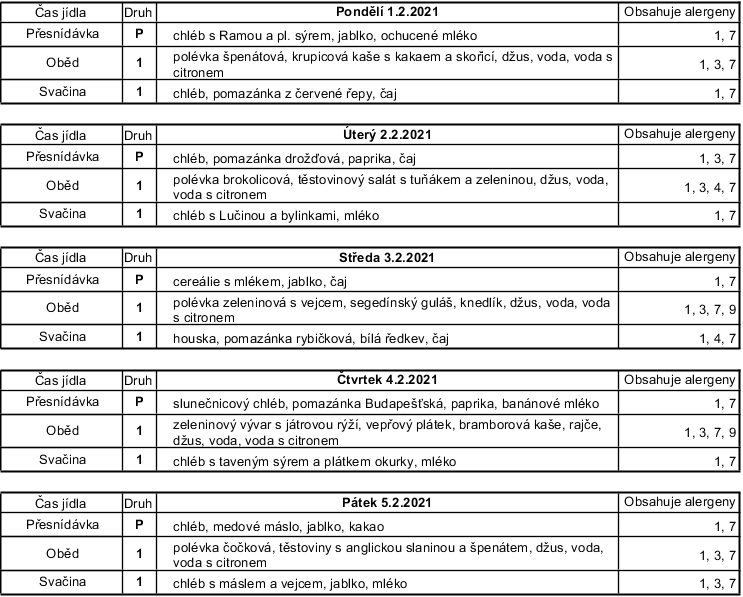 Čas jídla Druh Pondělí 1.2.2021 Obsahuje alergeny
Přesnídávka P chléb s Ramou a pl. sýrem, jablko, ochucené mléko 1, 7
Oběd 1 polévka špenátová, krupicová kaše s kakaem a skořicí, džus, voda, voda s 1, 3, 7
citronem
Svačina 1 chléb, pomazánka z červené řepy, čaj 1, 7
Čas jídla Druh Úterý 2.2.2021 Obsahuje alergeny
Přesnídávka P chléb, pomazánka drožďová, paprika, čaj 1, 3, 7
Oběd 1 polévka brokolicová, těstovinový salát s tuňákem a zeleninou, džus, voda, 1, 3, 4, 7
voda s citronem
Svačina 1 chléb s Lučinou a bylinkami, mléko 1, 7
Čas jídla Druh Středa 3.2.2021 Obsahuje alergeny
Přesnídávka P cereálie s mlékem, jablko, čaj 1, 7
Oběd 1 polévka zeleninová s vejcem, segedínský guláš, knedlík, džus, voda, voda 1, 3, 7, 9
s citronem
Svačina 1 houska, pomazánka rybičková, bílá ředkev, čaj 1, 4, 7
Čas jídla Druh Čtvrtek 4.2.2021 Obsahuje alergeny
Přesnídávka P slunečnicový chléb, pomazánka Budapešťská, paprika, banánové mléko 1, 7
Oběd 1 zeleninový vývar s játrovou rýží, vepřový plátek, bramborová kaše, rajče, 1, 3, 7, 9
džus, voda, voda s citronem
Svačina 1 chléb s taveným sýrem a plátkem okurky, mléko 1, 7
Čas jídla Druh Pátek 5.2.2021 Obsahuje alergeny
Přesnídávka P chléb, medové máslo, jablko, kakao 1, 7
Oběd 1 polévka čočková, těstoviny s anglickou slaninou a špenátem, džus, voda, 1, 3, 7
voda s citronem
Svačina 1 chléb s máslem a vejcem, jablko, mléko 1, 3, 7